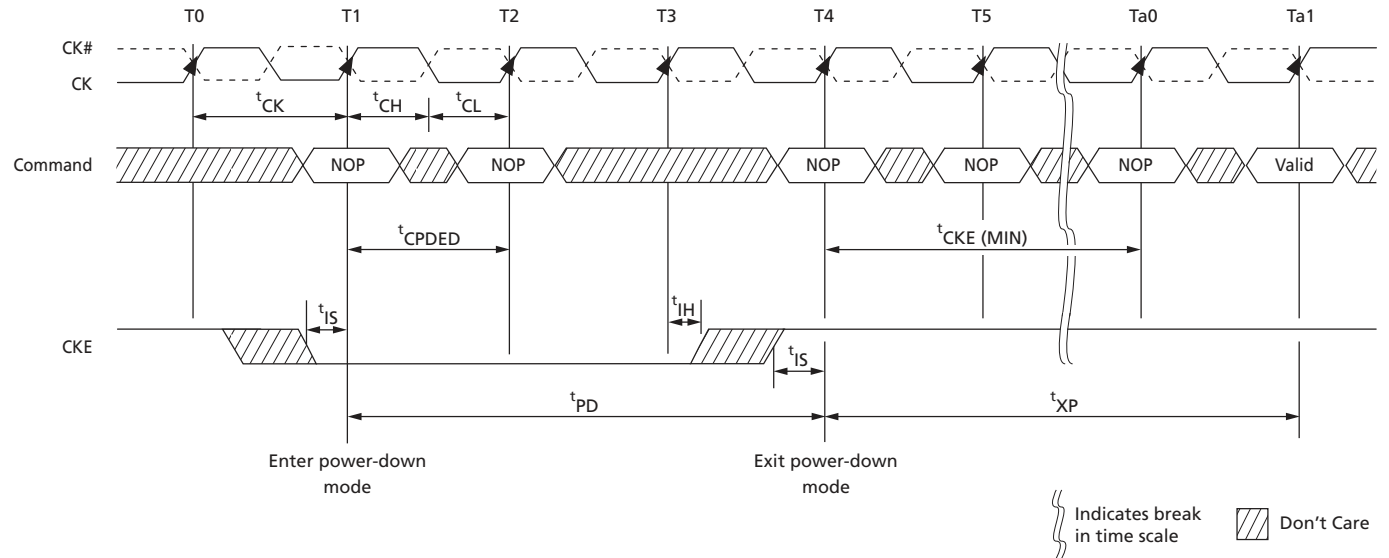 T0 T1 T2 T3 T4 T5 Ta0 Ta1
CK#
CK
tCK tCH tCL
Command NOP NOP NOP NOP NOP Valid
tCPDED tCKE (MIN)
tIS tIH
CKE
tIS
tPD tXP
Enter power-down
mode
Exit power-down
mode
Indicates break
in time scale
Don't Care